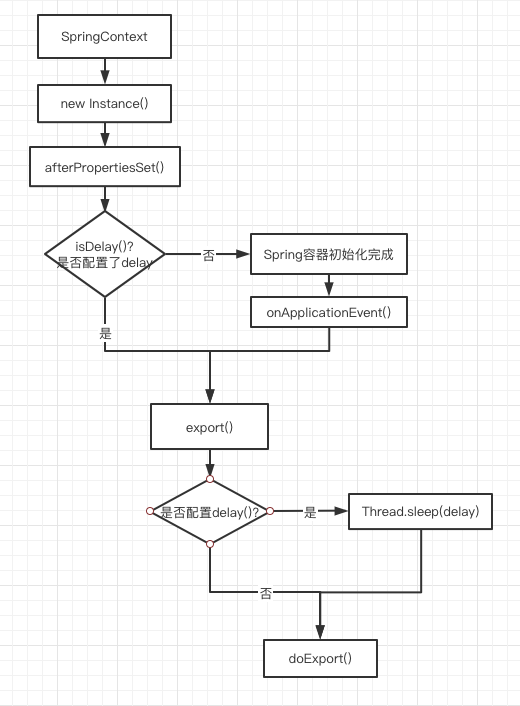 SpringContext
new Instance()
afterPropertiesSet()
isDelay()?
是否配置了delay
否
Spring容器初始化完成
onApplicationEvent()
是
export()
是否配置delay()?
是
Thread.sleep(delay)
否
doExport()